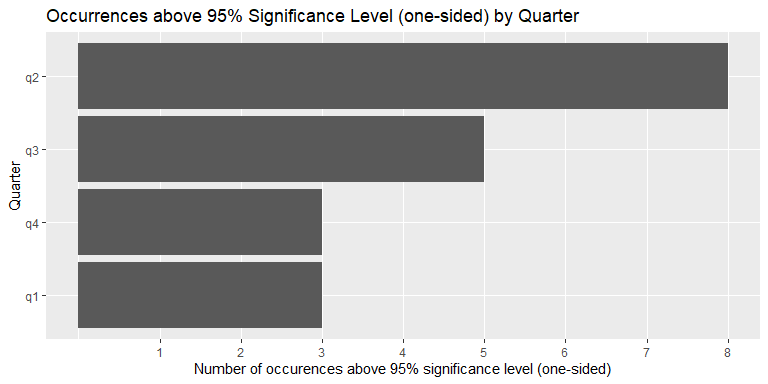 Occurrences above 95% Significance Level (one-sided) by Quarter
Quarter
q2
q3
q4
q1
1 2 3 4 5 6 7 8
Number of occurences above 95% significance level (one-sided)